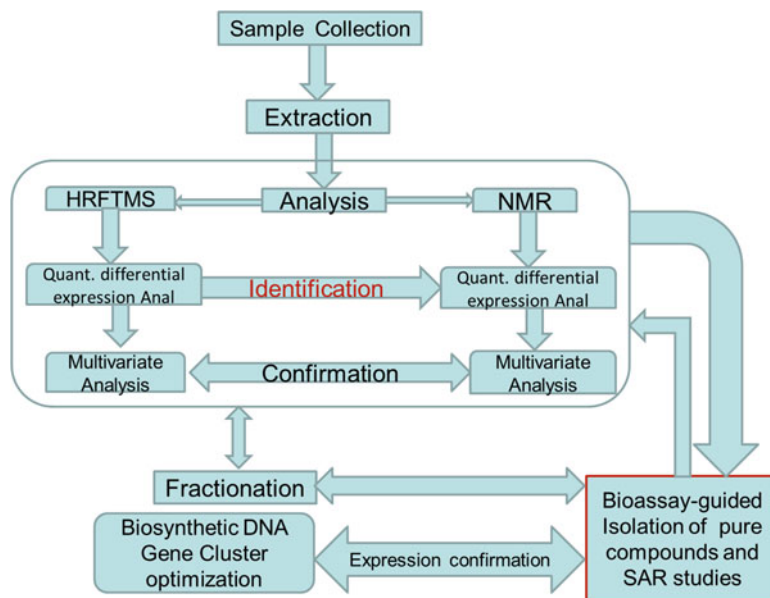 Sample Collection
Extraction
HRFTMS
Analysis
NMR
Quant. differential
expression Anal
Identification
Quant. differential
expression Anal
Multivariate
Analysis
Confirmation
Multivariate
Analysis
Fractionation
Biosynthetic DNA
Gene Cluster
optimization
Expression confirmation
Bioassay-guided
Isolation of pure
compounds and
SAR studies